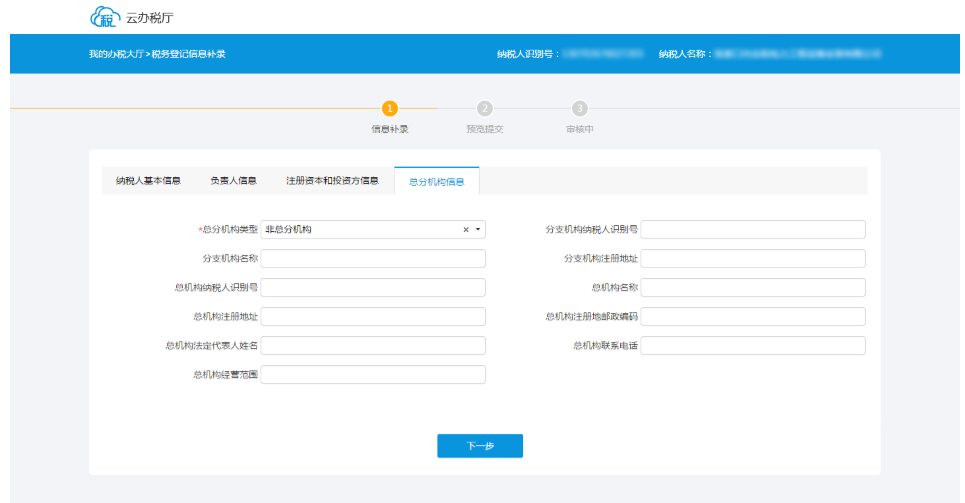 税 云办税厅
我的办税大厅>税务登记信息补录 纳税人识别号： 纳税人名称：
1 2 3
信息补录 预览提交 审核中
纳税人基本信息 负责人信息 注册资本和投资方信息 总分机构信息
*总分机构类型 非总分机构 × 分支机构纳税人识别号
分支机构名称 分支机构注册地址
总机构纳税人识别号 总机构名称
总机构注册地址 总机构注册地邮政编码
总机构法定代表人姓名 总机构联系电话
总机构经营范围
下一步